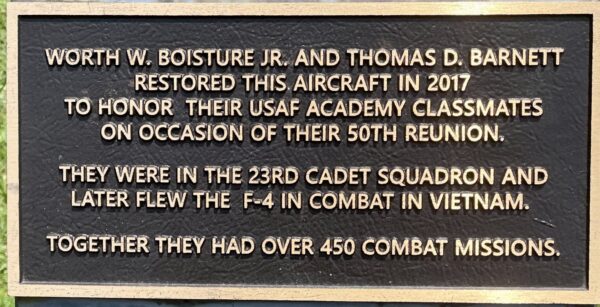 WORTH W. BOISTURE JR. AND THOMAS D. BARNETT
RESTORED THIS AIRCRAFT IN 2017
TO HONOR THEIR USAF ACADEMY CLASSMATES
ON OCCASION OF THEIR 50TH REUNION.
THEY WERE IN THE 23RD CADET SQUADRON AND
LATER FLEW THE F-4 IN COMBAT IN VIETNAM.
TOGETHER THEY HAD OVER 450 COMBAT MISSIONS.